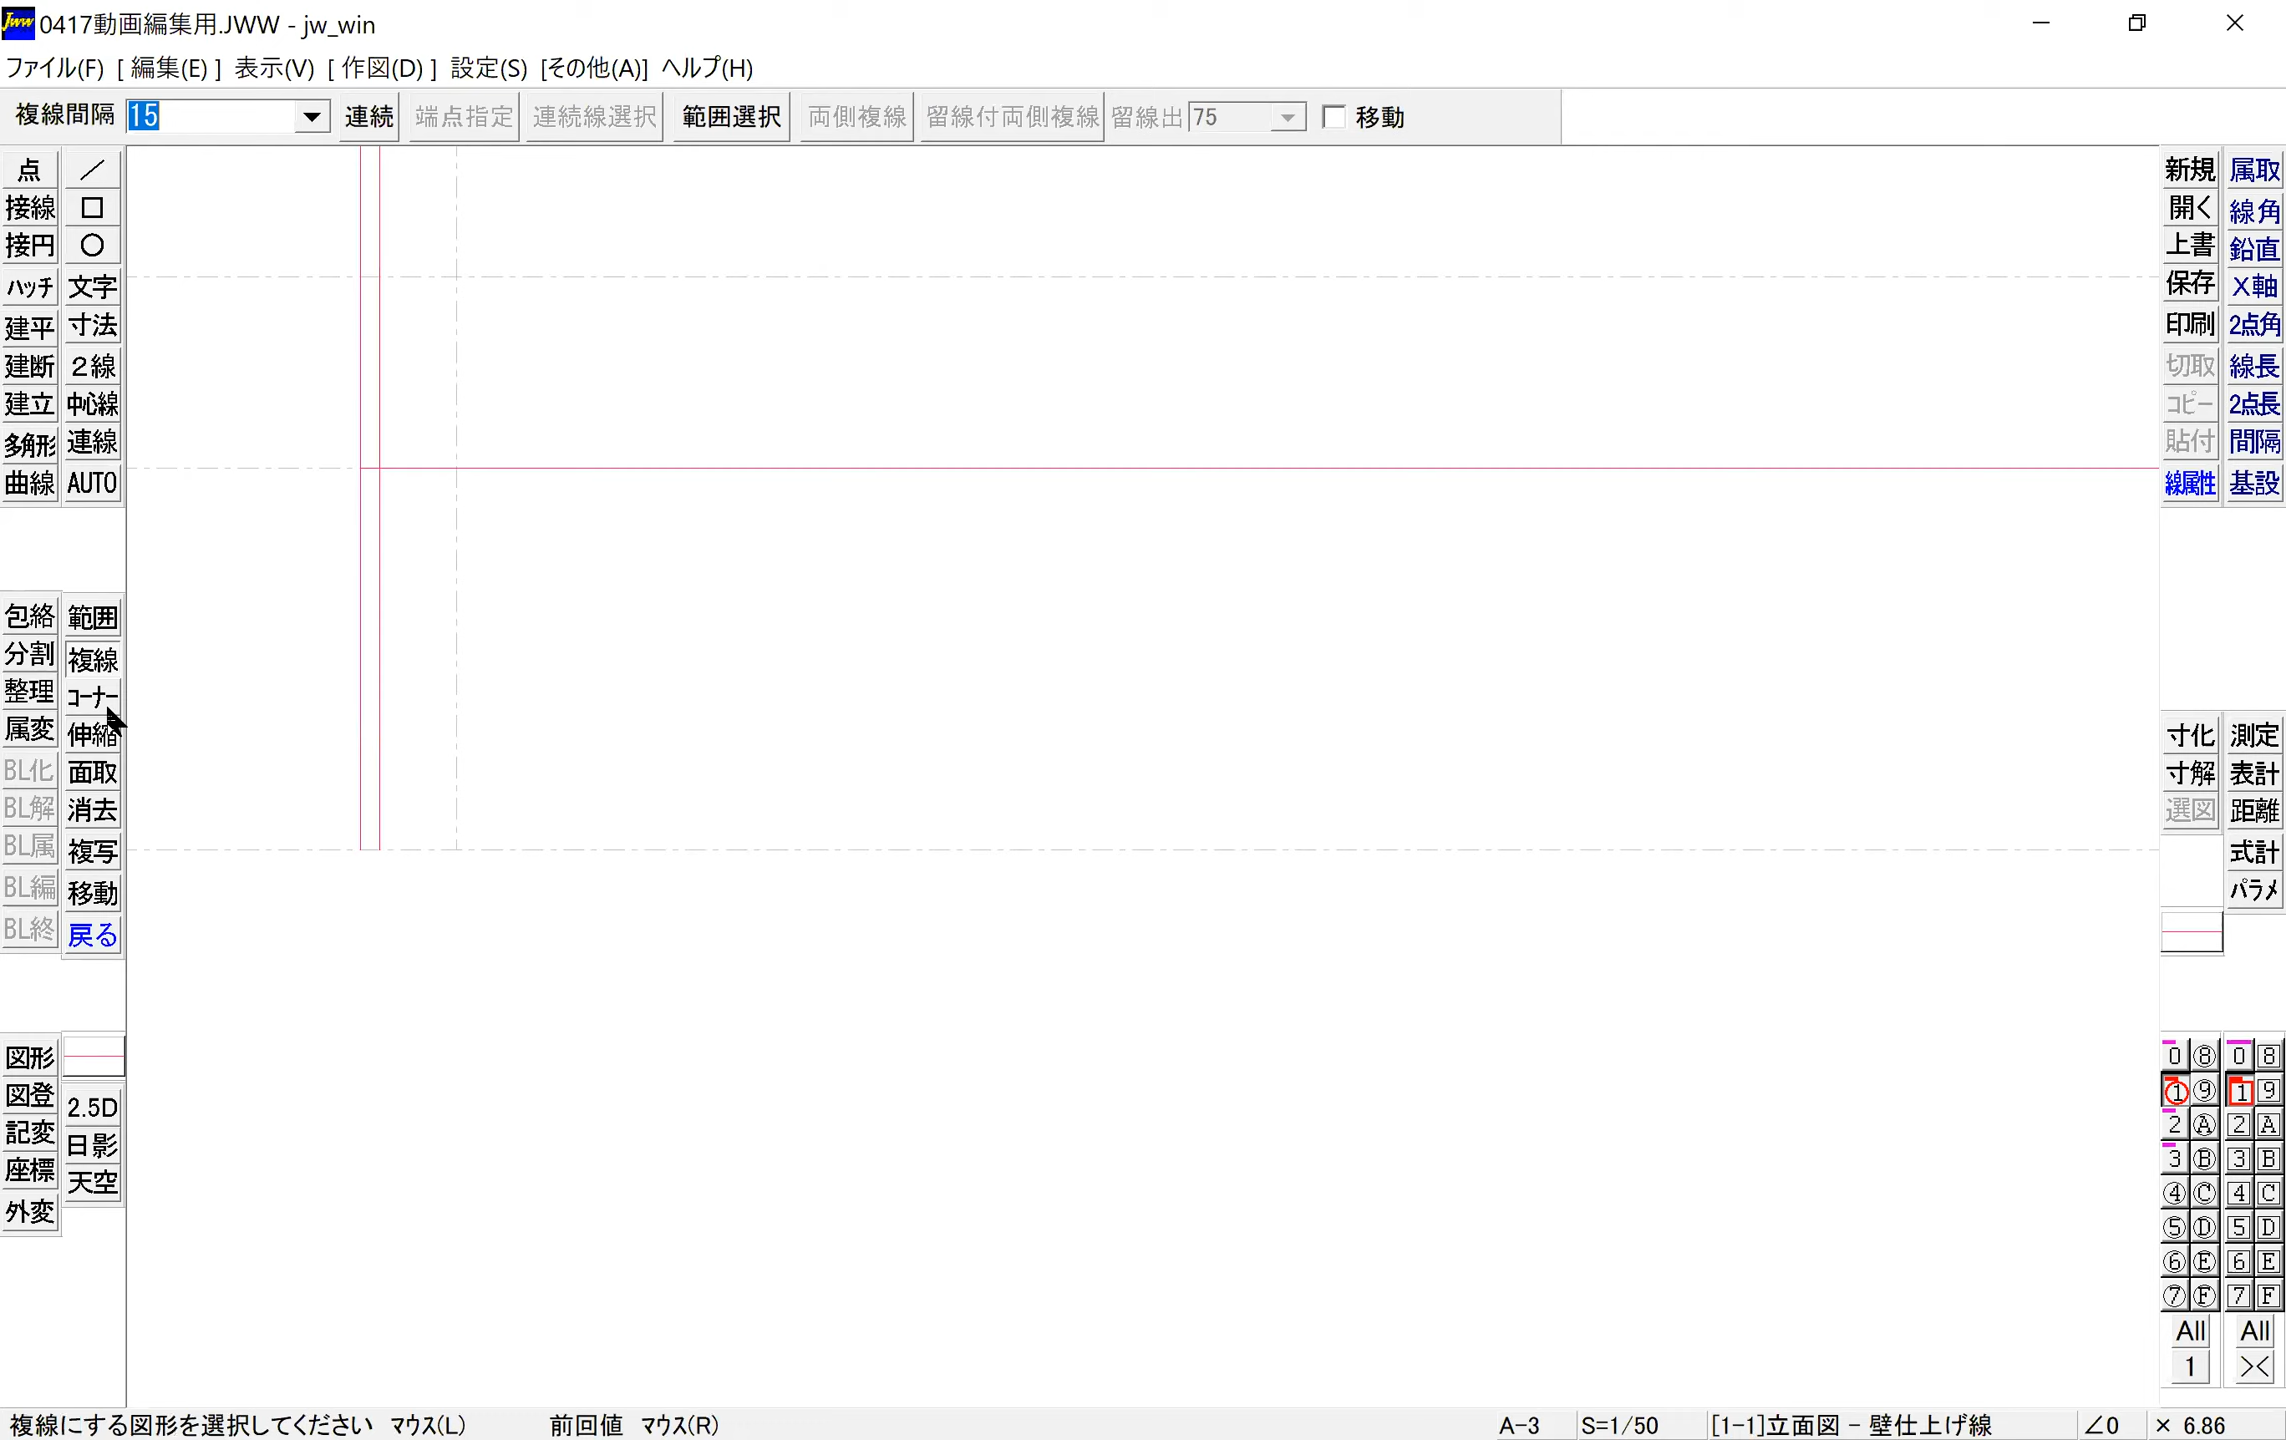 Jww 0417動画編集用.JWW - jw_win
ファイル(F) [ 編集(E) ] 表示(V) [ 作図(D) ] 設定(S) [その他(A)] ヘルプ(H)
複線間隔 15 連続 端点指定 連続線選択 範囲選択 両側複線 留線付両側複線 留線出 75 移動
点
接線
接円
ハッチ 文字
建平 寸法
建断 2線
建立 中心線
多角形 連線
曲線 AUTO
包絡 範囲
分割 複線
整理 コーナー
属変 伸縮
BL化 面取
BL解 消去
BL属 複写
BL編 移動
BL終 戻る
図形
図登 2.5D
記変 日影
座標 天空
外変
新規 属取
開く 線角
上書 鉛直
保存 X軸
印刷 2点角
切取 線長
コピー 2点長
貼付 間隔
線属性 基設
寸化 測定
寸解 表計
選図 距離
式計
パラメ
0 8 0 8
1 9 1 9
2 A 2 A
3 B 3 B
4 C 4 C
5 D 5 D
6 E 6 E
7 F 7 F
All All
1 ><
複線にする図形を選択してください マウス(L) 前回値 マウス(R) A-3 S=1/50 [1-1]立面図 - 壁仕上げ線 ∠0 × 6.86